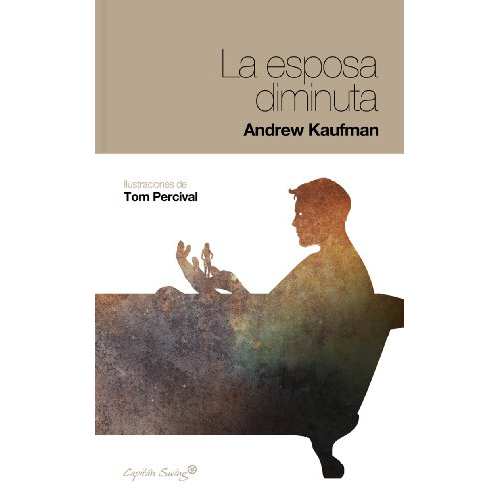 La esposa
diminuta
Andrew Kaufman
Ilustraciones de
Tom Percival
Capitán Swing